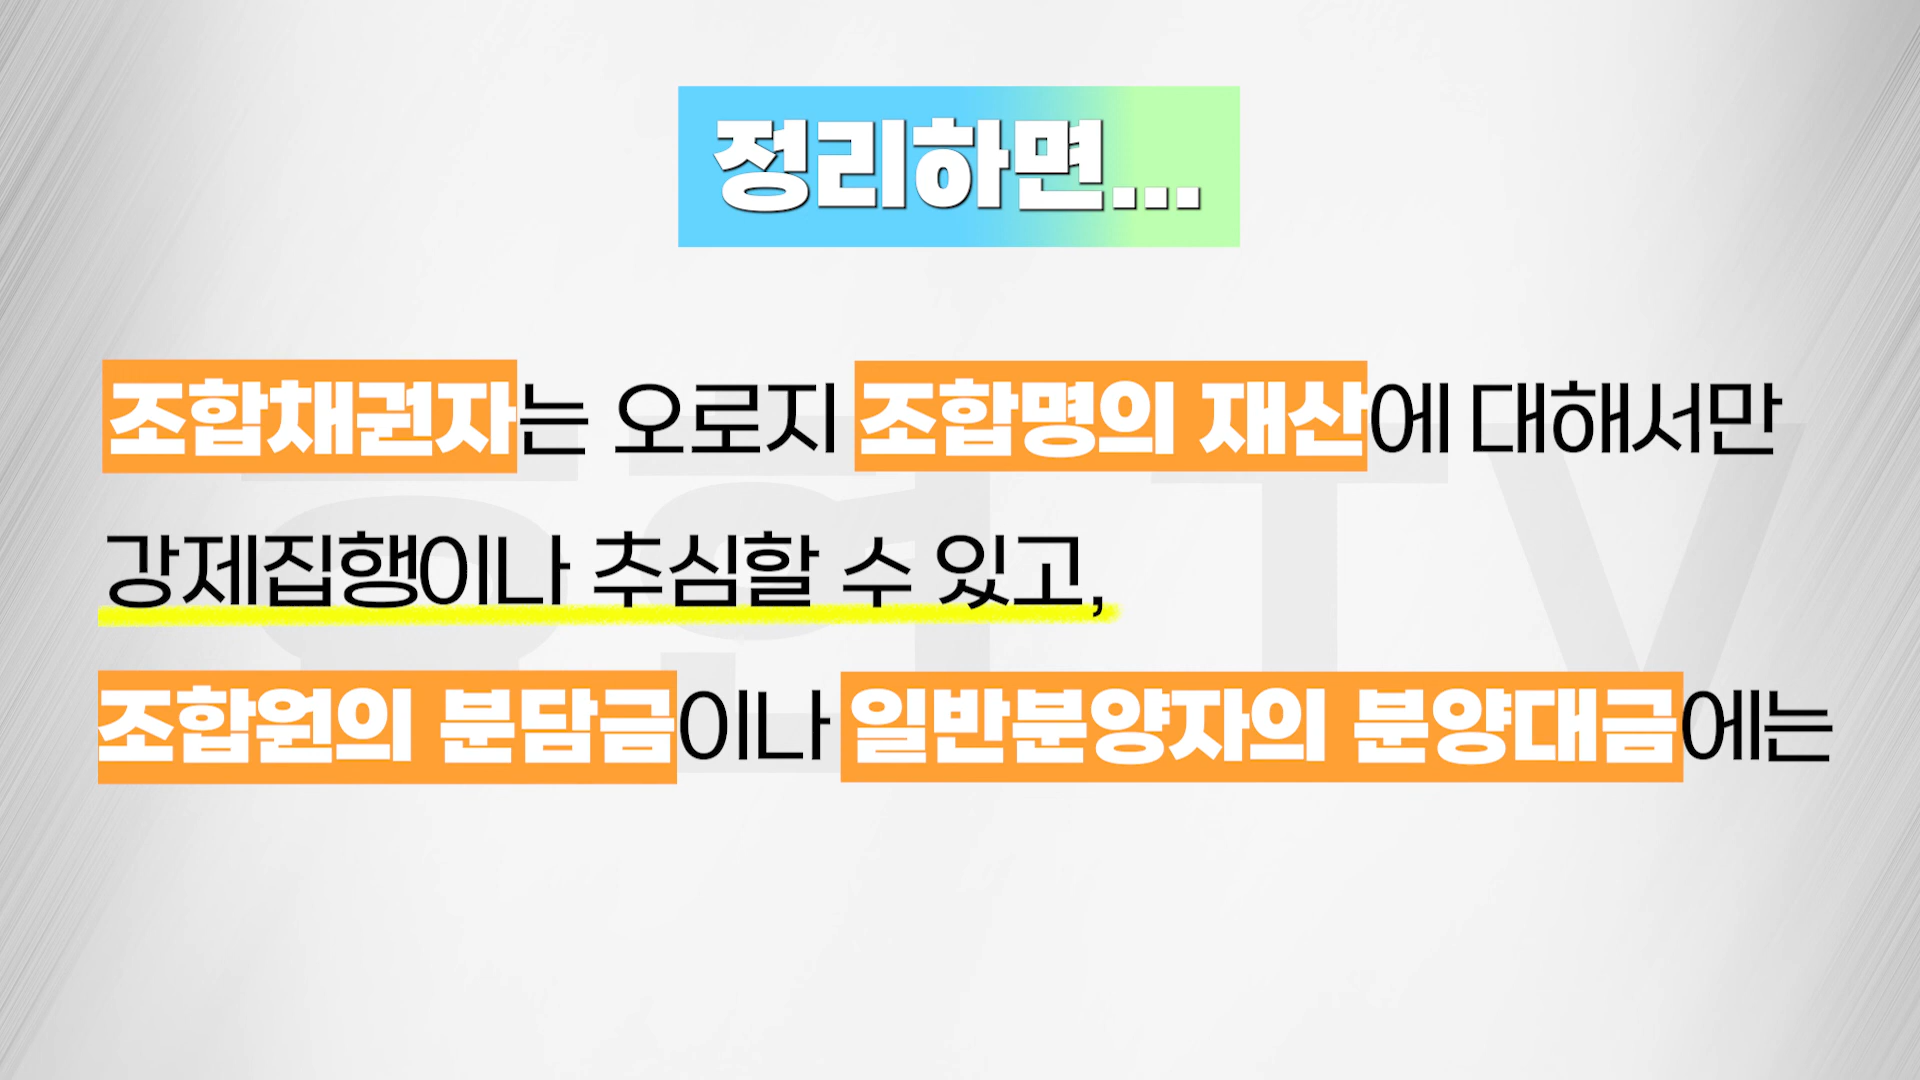 정리하면...
조합채권자는 오로지 조합명의 재산에 대해서만
강제집행이나 추심할 수 있고,
조합원의 분담금이나 일반분양자의 분양대금에는